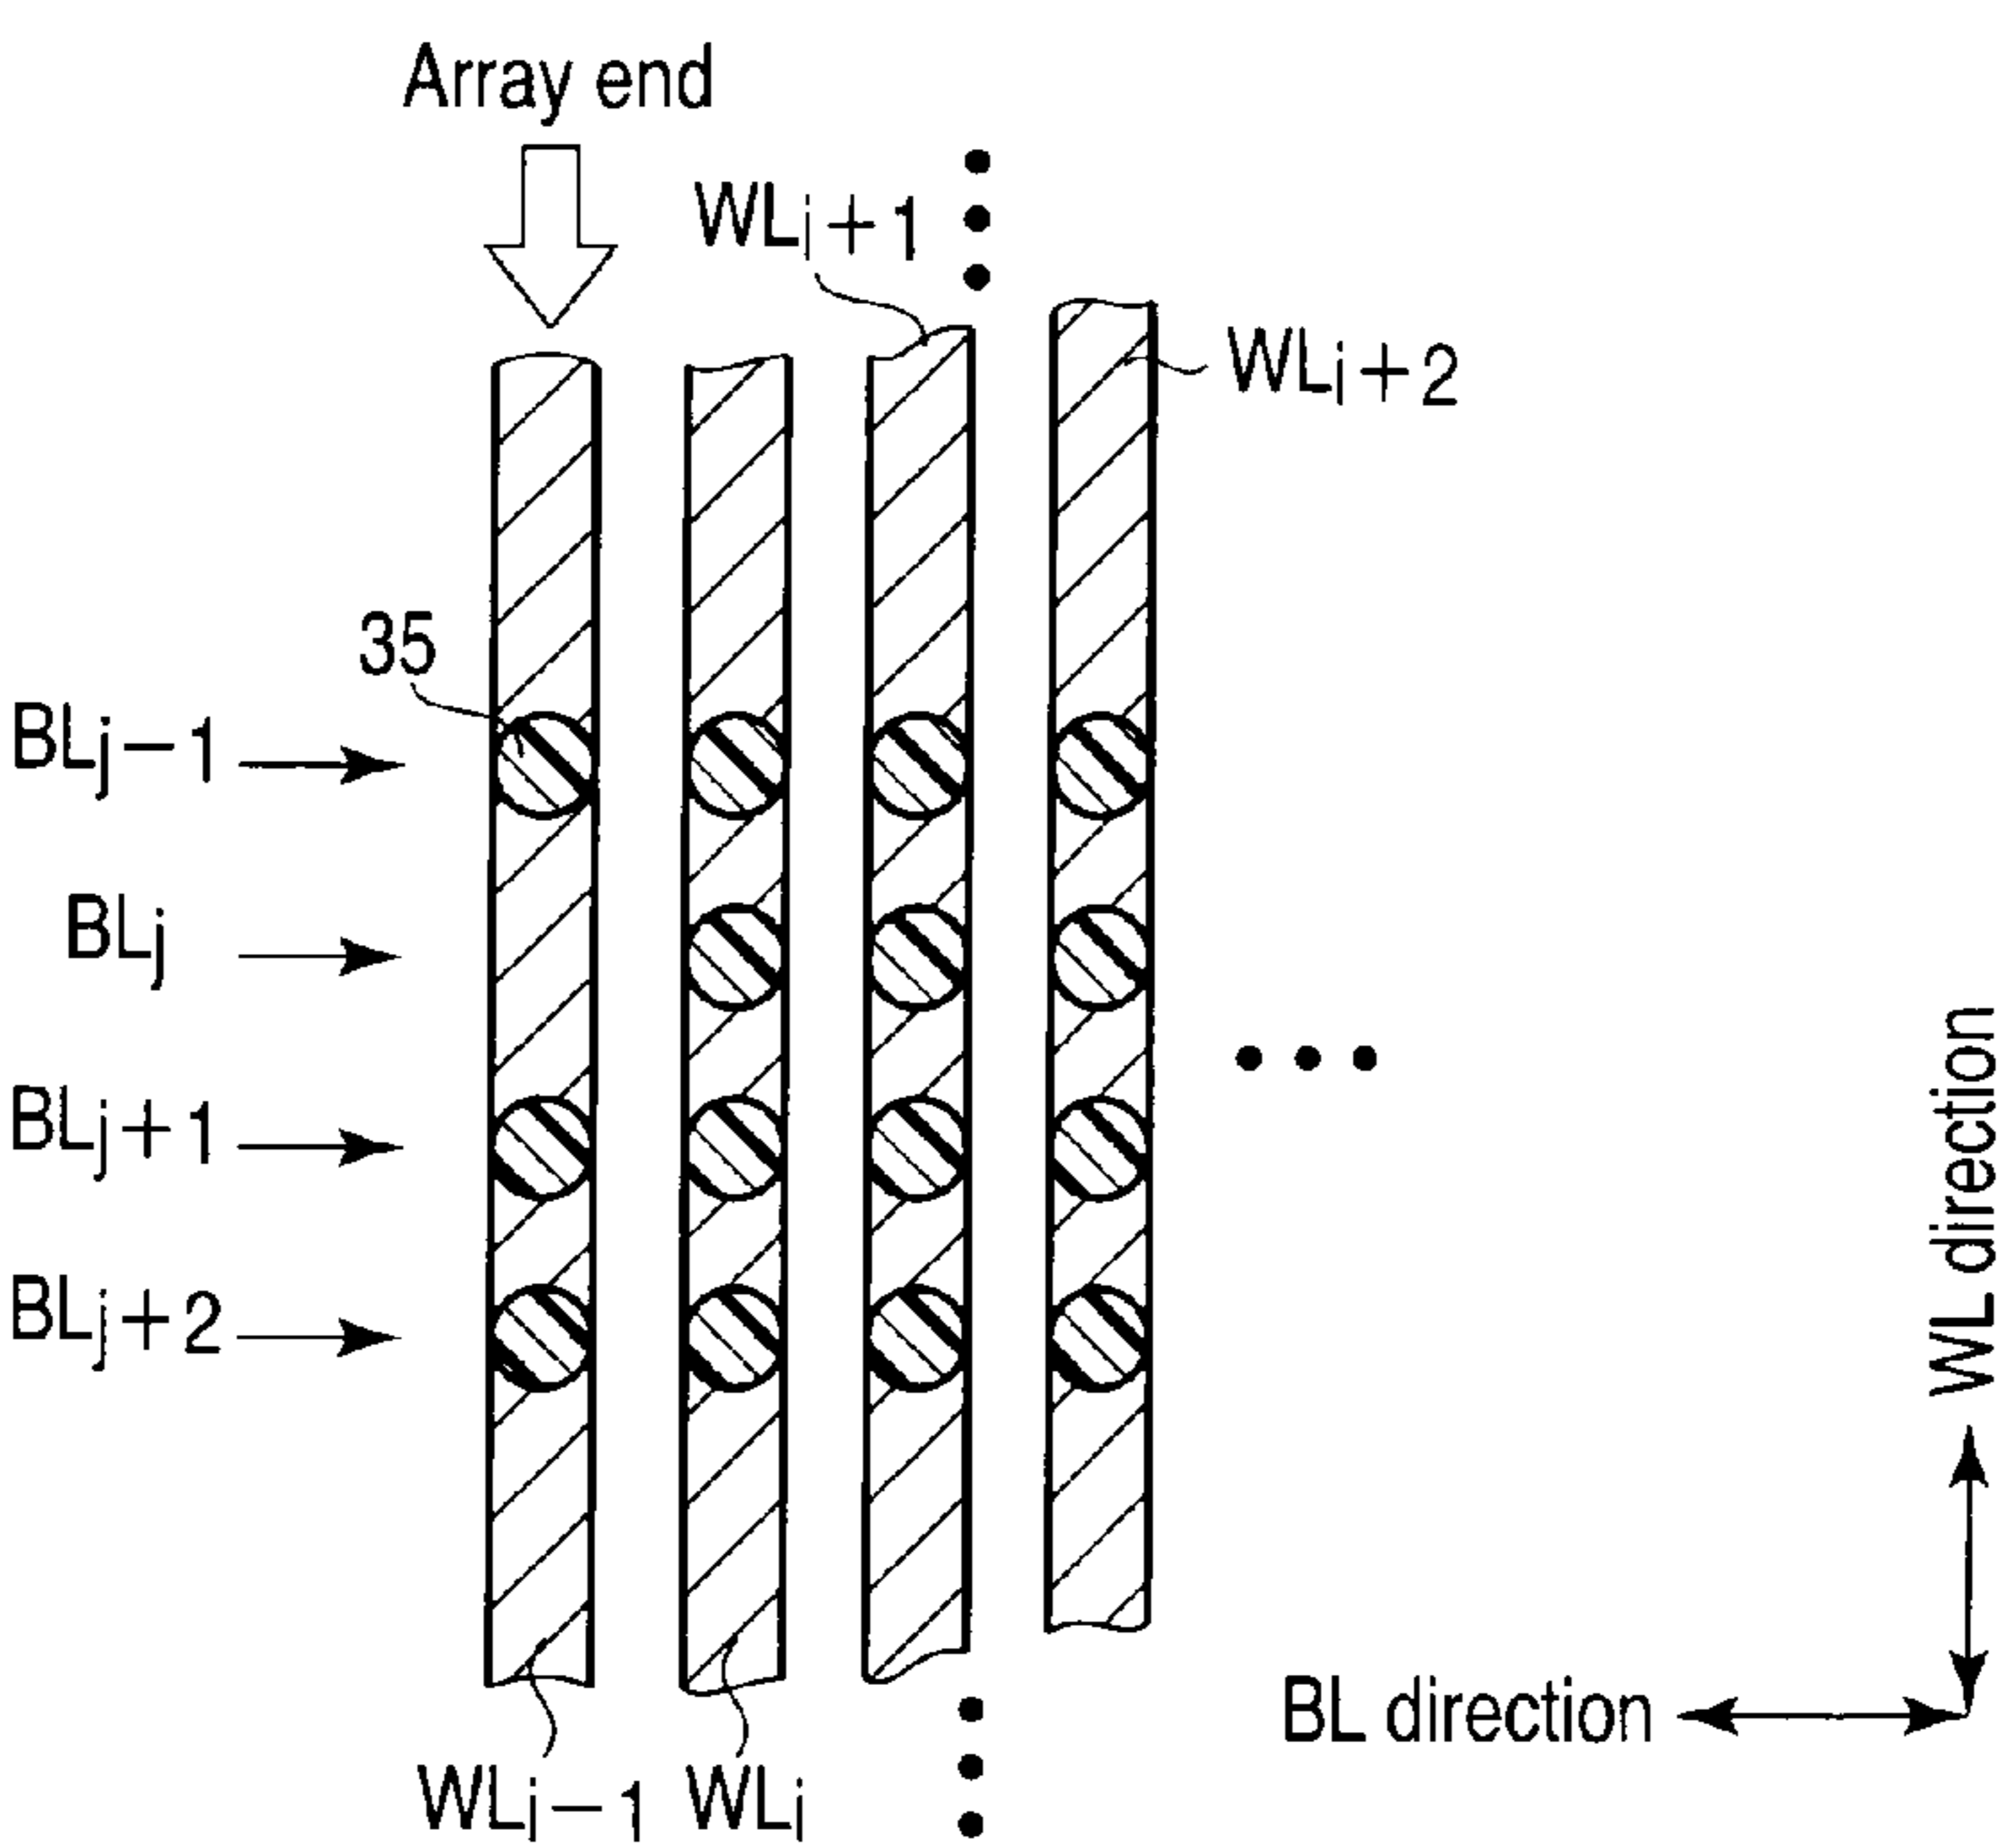 Array end
WLi+1
WLi+2
35
BLj−1
BLj
BLj+1
BLj+2
WL direction
BL direction
WLi−1
WLi